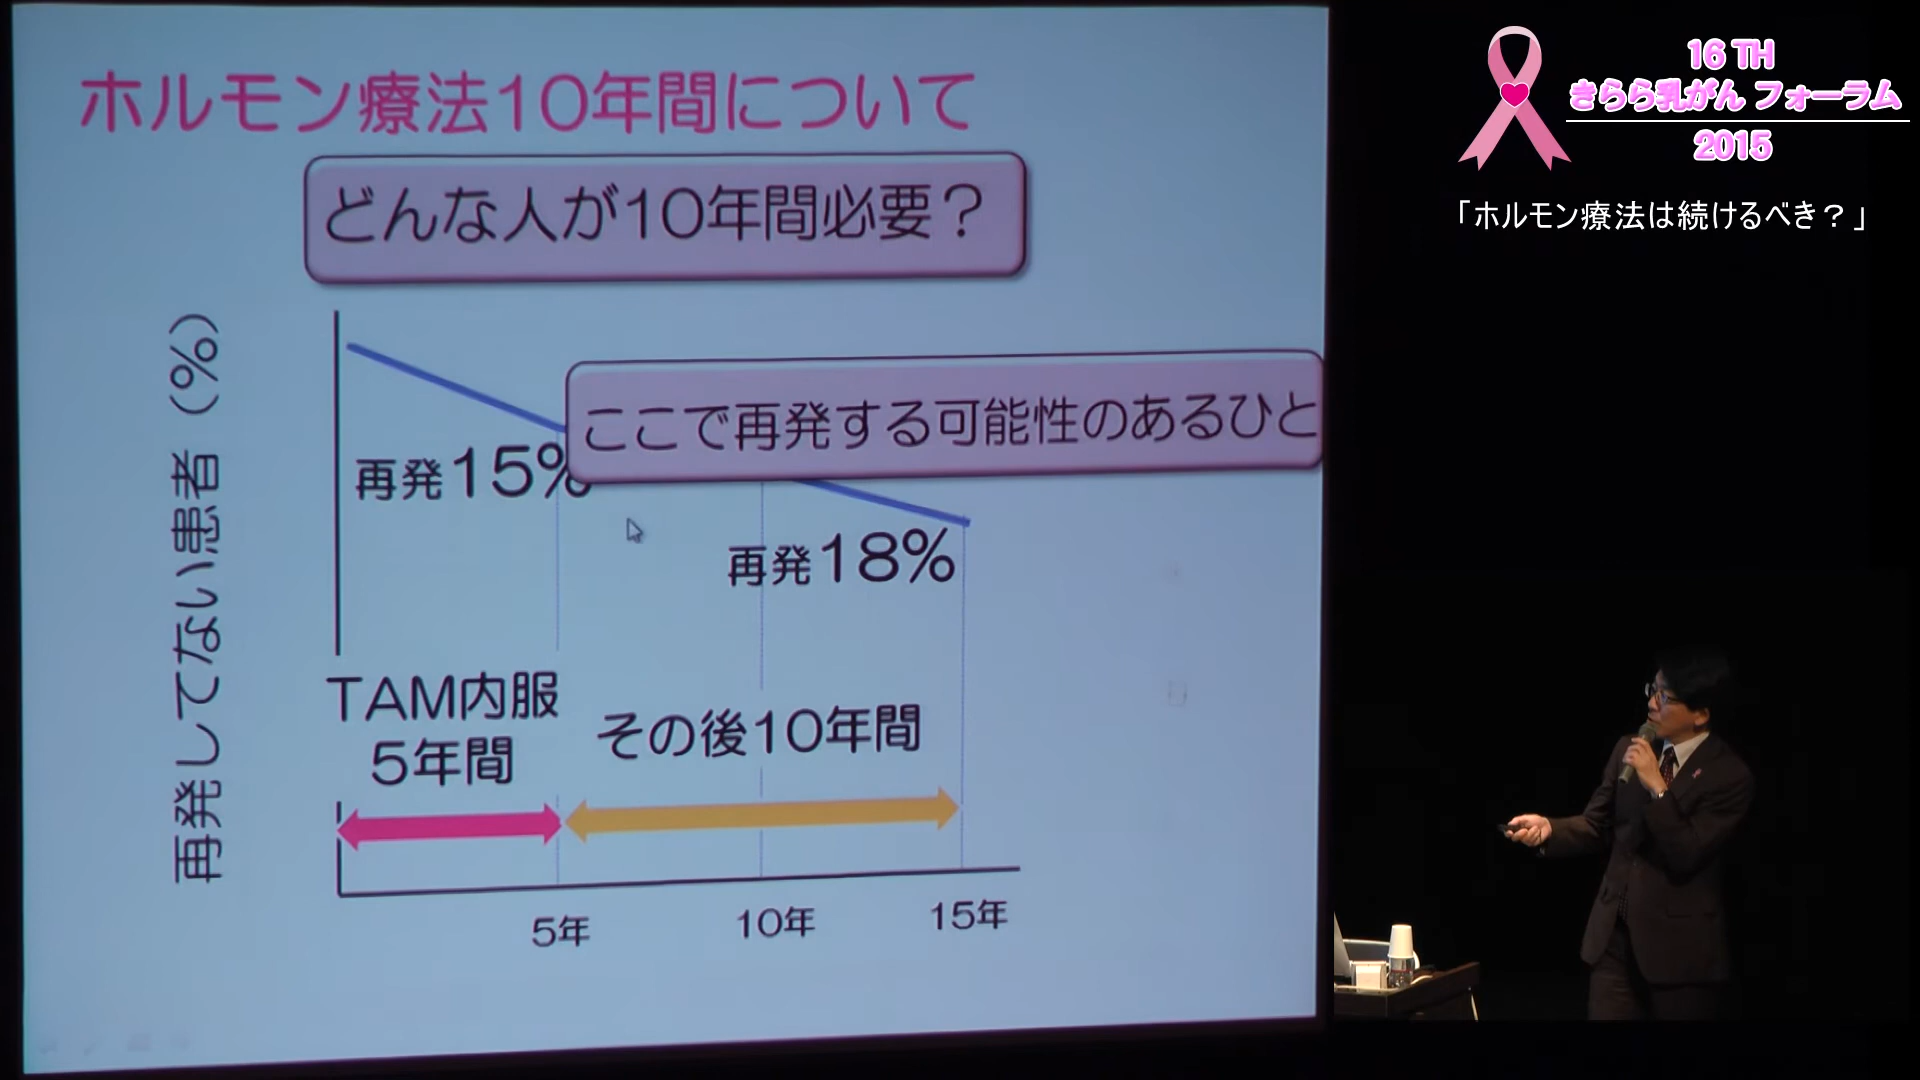 ホルモン療法10年間について
どんな人が10年間必要？
再発してない患者（%）
ここで再発する可能性のあるひと
再発15%
再発18%
TAM内服
5年間
その後10年間
5年
10年
15年
16 TH
きらら乳がん フォーラム
2015
「ホルモン療法は続けるべき？」